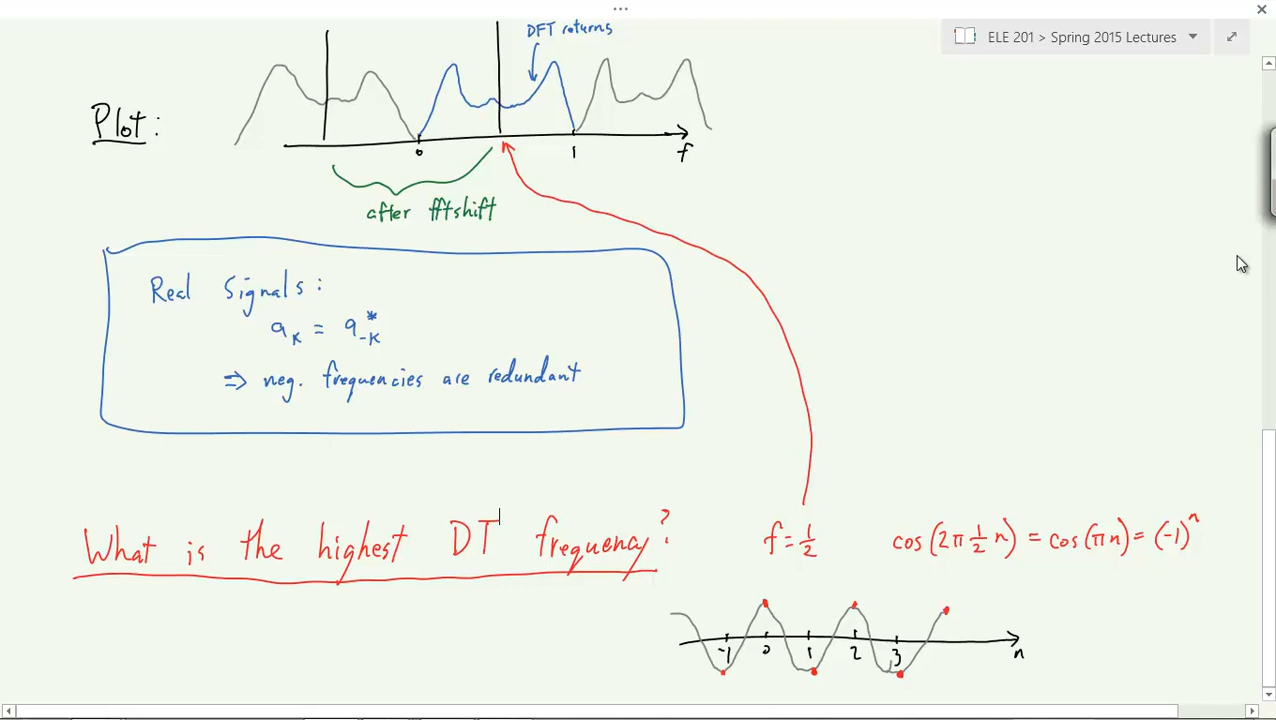 ELE 201 > Spring 2015 Lectures
DFT returns
Plot:
0
1
f
after fftshift
Real Signals:
a_K = a_{-K}^*
⇒ neg. frequencies are redundant
What is the highest DT frequency?
f = 1/2
cos(2π 1/2 n) = cos(πn) = (-1)^n
-1 0 1 2 3 n